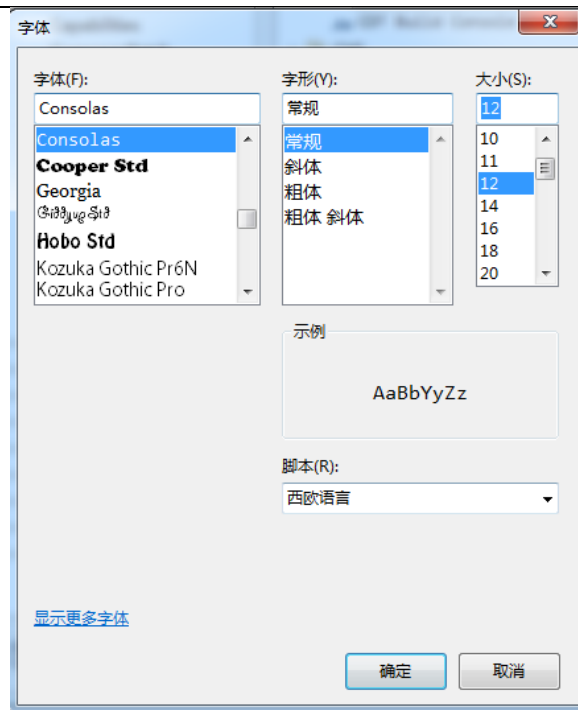 字体
字体(F):
Consolas
Consolas
Cooper Std
Georgia
Giddyup Std
Hobo Std
Kozuka Gothic Pr6N
Kozuka Gothic Pro
字形(Y):
常规
常规
斜体
粗体
粗体 斜体
大小(S):
12
10
11
12
14
16
18
20
示例
AaBbYyZz
脚本(R):
西欧语言
显示更多字体
确定
取消